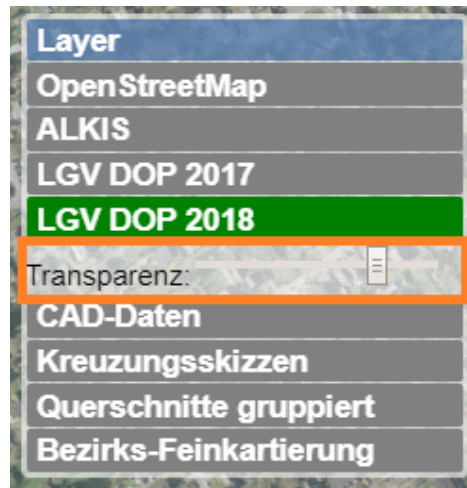 Layer
OpenStreetMap
ALKIS
LGV DOP 2017
LGV DOP 2018
Transparenz:
CAD-Daten
Kreuzungsskizzen
Querschnitte gruppiert
Bezirks-Feinkartierung